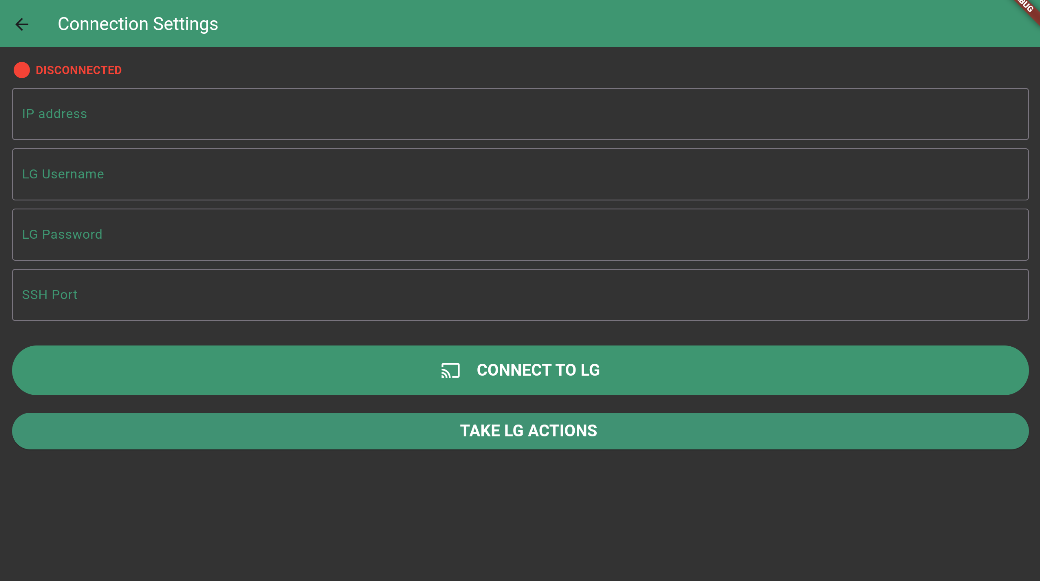 Connection Settings
DISCONNECTED
IP address
LG Username
LG Password
SSH Port
CONNECT TO LG
TAKE LG ACTIONS